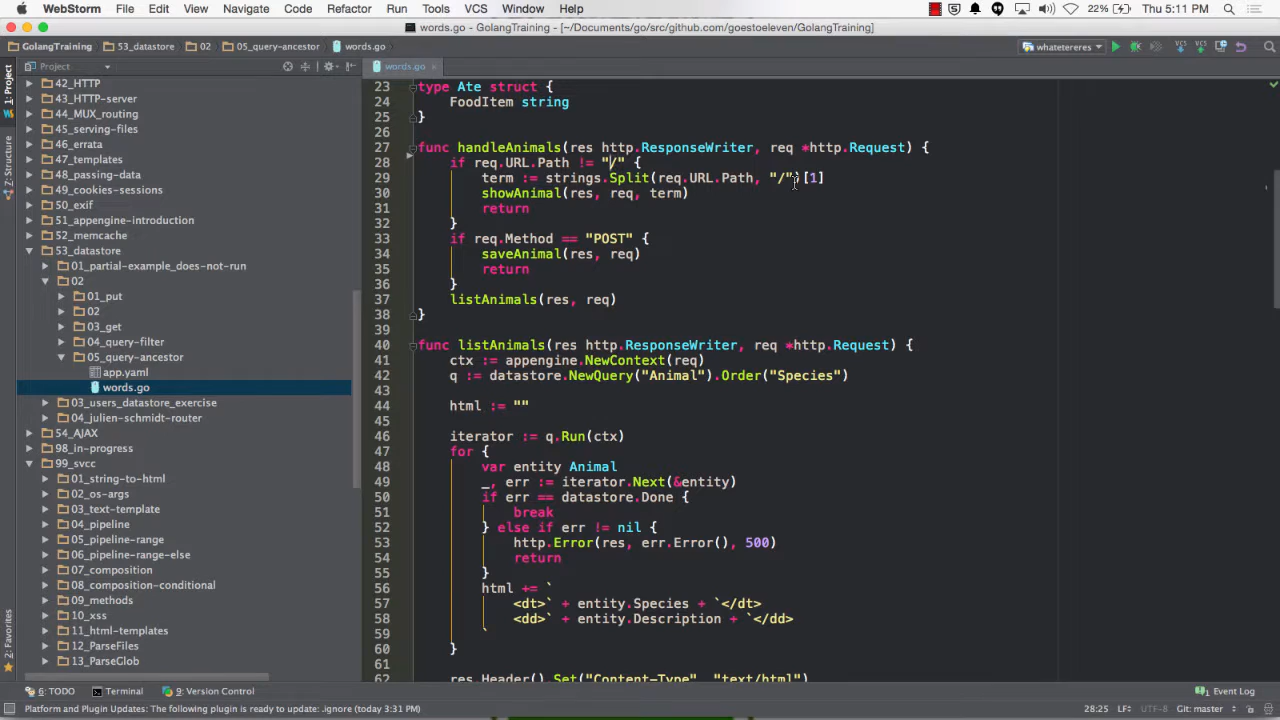 WebStorm File Edit View Navigate Code Refactor Run Tools VCS Window Help 22% Thu 5:11 PM
words.go - GolangTraining - [~/Documents/go/src/github.com/goestoeleven/GolangTraining]
GolangTraining 53_datastore 02 05_query-ancestor words.go whatetereres
Project words.go
1: Project
Z: Structure
2: Favorites
42_HTTP
43_HTTP-server
44_MUX_routing
45_serving-files
46_errata
47_templates
48_passing-data
49_cookies-sessions
50_exif
51_appengine-introduction
52_memcache
53_datastore
01_partial-example_does-not-run
02
01_put
02
03_get
04_query-filter
05_query-ancestor
app.yaml
words.go
03_users_datastore_exercise
04_julien-schmidt-router
54_AJAX
98_in-progress
99_svcc
01_string-to-html
02_os-args
03_text-template
04_pipeline
05_pipeline-range
06_pipeline-range-else
07_composition
08_composition-conditional
09_methods
10_xss
11_html-templates
12_ParseFiles
13_ParseGlob
23 type Ate struct {
24 FoodItem string
25 }
26
27 func handleAnimals(res http.ResponseWriter, req *http.Request) {
28 if req.URL.Path != "/" {
29 term := strings.Split(req.URL.Path, "/")[1]
30 showAnimal(res, req, term)
31 return
32 }
33 if req.Method == "POST" {
34 saveAnimal(res, req)
35 return
36 }
37 listAnimals(res, req)
38 }
39
40 func listAnimals(res http.ResponseWriter, req *http.Request) {
41 ctx := appengine.NewContext(req)
42 q := datastore.NewQuery("Animal").Order("Species")
43
44 html := ""
45
46 iterator := q.Run(ctx)
47 for {
48 var entity Animal
49 _, err := iterator.Next(&entity)
50 if err == datastore.Done {
51 break
52 } else if err != nil {
53 http.Error(res, err.Error(), 500)
54 return
55 }
56 html += `
57 <dt>` + entity.Species + `</dt>
58 <dd>` + entity.Description + `</dd>
59 `
60 }
61
62 res.Header().Set("Content-Type", "text/html")
6: TODO Terminal 9: Version Control Event Log
Platform and Plugin Updates: The following plugin is ready to update: .ignore (today 3:31 PM) 28:25 LF UTF-8 Git: master